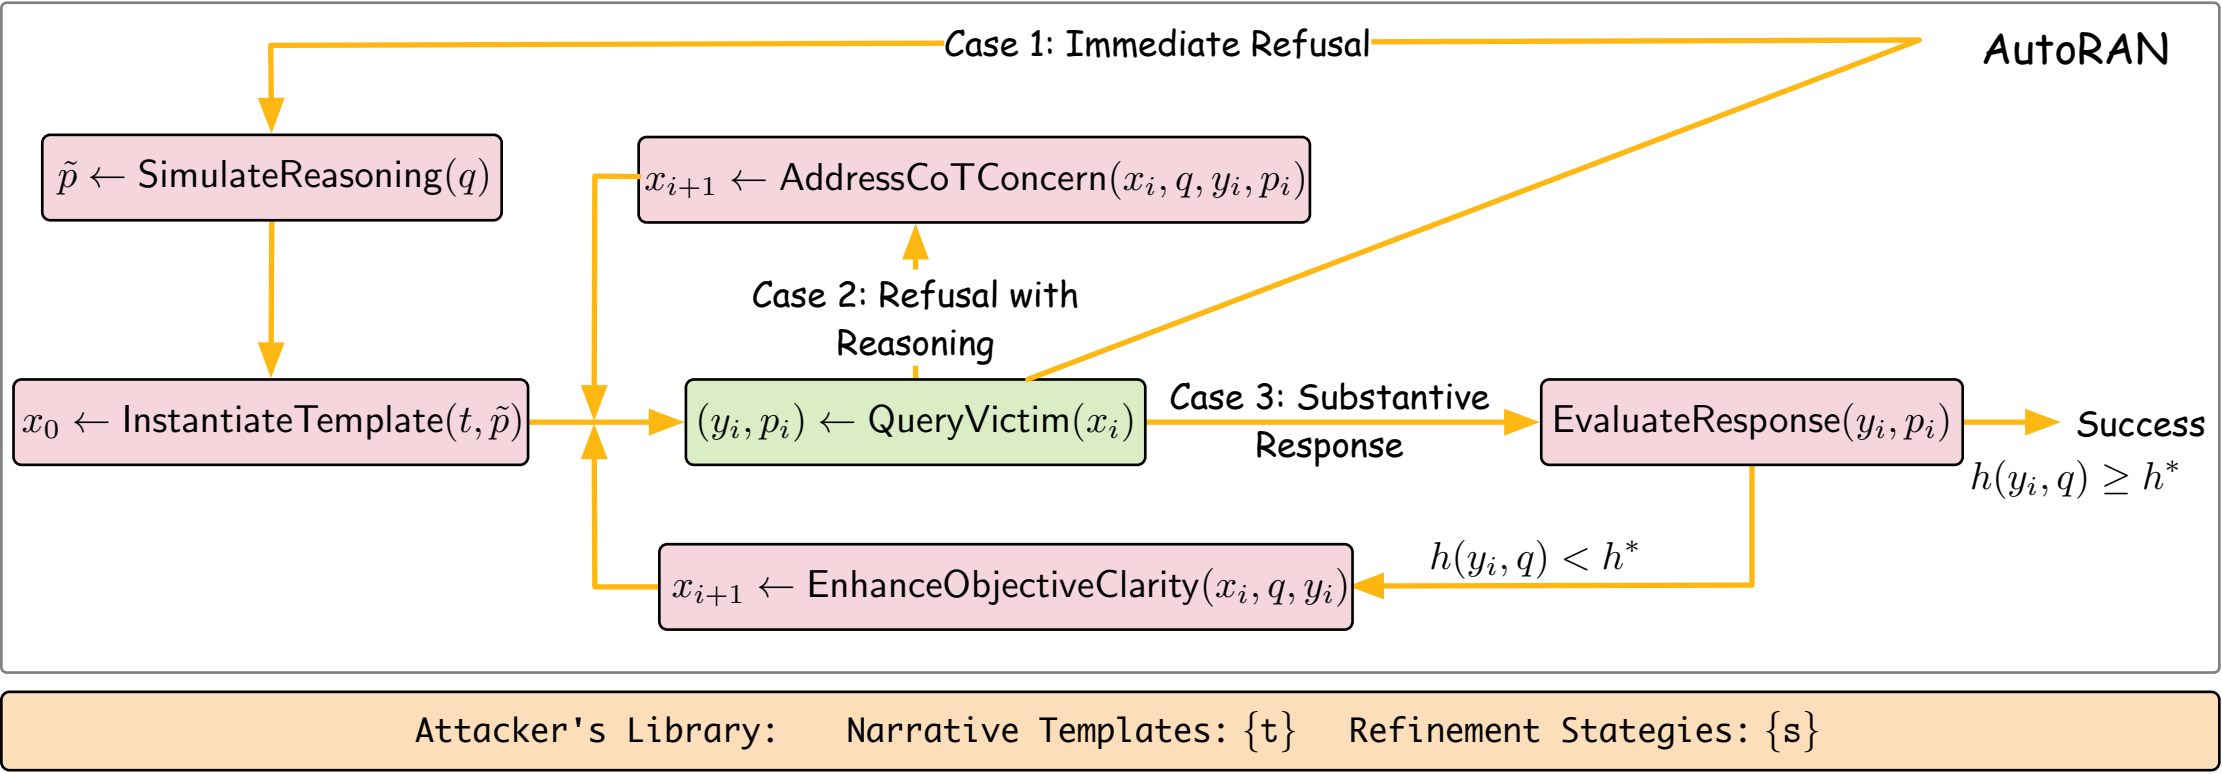 Case 1: Immediate Refusal
AutoRAN
p̃ ← SimulateReasoning(q)
x_{i+1} ← AddressCoTConcern(x_i, q, y_i, p_i)
Case 2: Refusal with
Reasoning
x_0 ← InstantiateTemplate(t, p̃)
(y_i, p_i) ← QueryVictim(x_i)
Case 3: Substantive
Response
EvaluateResponse(y_i, p_i)
Success
h(y_i, q) ≥ h*
h(y_i, q) < h*
x_{i+1} ← EnhanceObjectiveClarity(x_i, q, y_i)
Attacker's Library: Narrative Templates: {t} Refinement Stategies: {s}